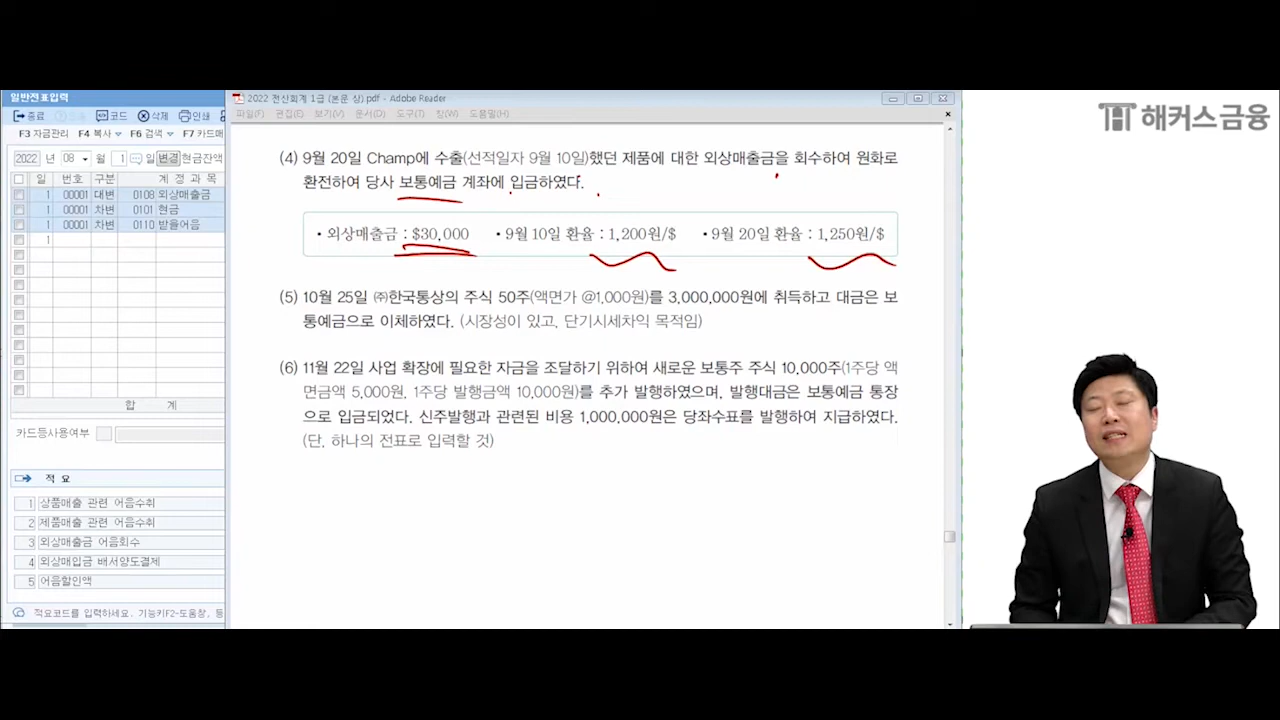 일반전표입력
2022 전산회계 1급 (본문 상).pdf - Adobe Reader
종료 코드 삭제 인쇄
파일(F) 편집(E) 보기(V) 문서(D) 도구(T) 창(W) 도움말(H)
해커스금융
F3 자금관리 F4 복사 F6 검색 F7 카드매
2022 년 08 월 1 일 변경 현금잔액
일 번호 구분 계 정 과 목
1 00001 대변 0108 외상매출금
1 00001 차변 0101 현금
1 00001 차변 0110 받을어음
1
합 계
카드등사용여부
적 요
1 상품매출 관련 어음수취
2 제품매출 관련 어음수취
3 외상매출금 어음회수
4 외상매입금 배서양도결제
5 어음할인액
적요코드를 입력하세요. 기능키F2-도움창, 등
(4) 9월 20일 Champ에 수출(선적일자 9월 10일)했던 제품에 대한 외상매출금을 회수하여 원화로
환전하여 당사 보통예금 계좌에 입금하였다.
• 외상매출금 : $30,000 • 9월 10일 환율 : 1,200원/$ • 9월 20일 환율 : 1,250원/$
(5) 10월 25일 ㈜한국통상의 주식 50주(액면가 @1,000원)를 3,000,000원에 취득하고 대금은 보
통예금으로 이체하였다. (시장성이 있고, 단기시세차익 목적임)
(6) 11월 22일 사업 확장에 필요한 자금을 조달하기 위하여 새로운 보통주 주식 10,000주(1주당 액
면금액 5,000원, 1주당 발행금액 10,000원)를 추가 발행하였으며, 발행대금은 보통예금 통장
으로 입금되었다. 신주발행과 관련된 비용 1,000,000원은 당좌수표를 발행하여 지급하였다.
(단, 하나의 전표로 입력할 것)